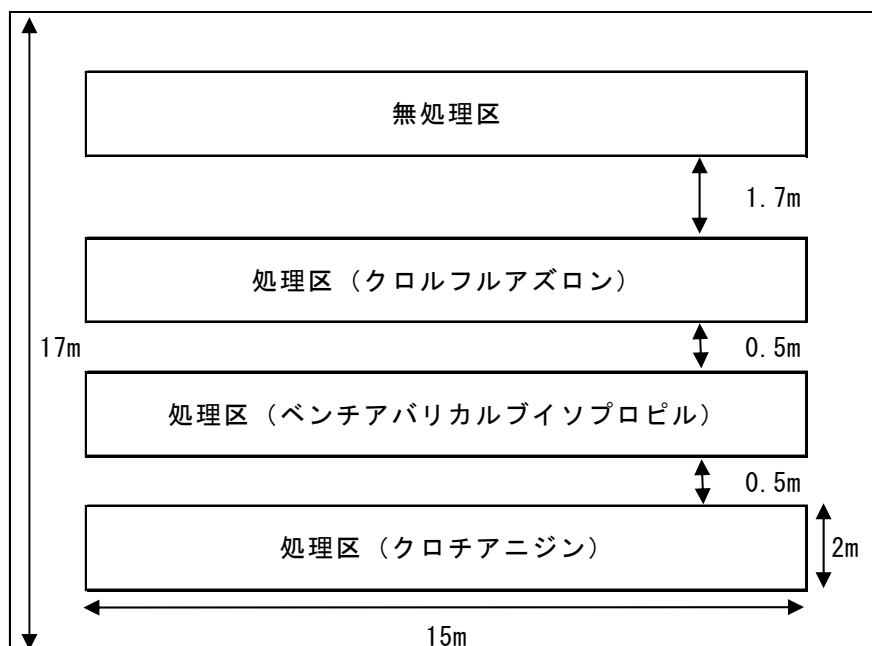 無処理区
1.7m
処理区（クロルフルアズロン）
17m
0.5m
処理区（ベンチアバリカルブイソプロピル）
0.5m
処理区（クロチアニジン）
2m
15m